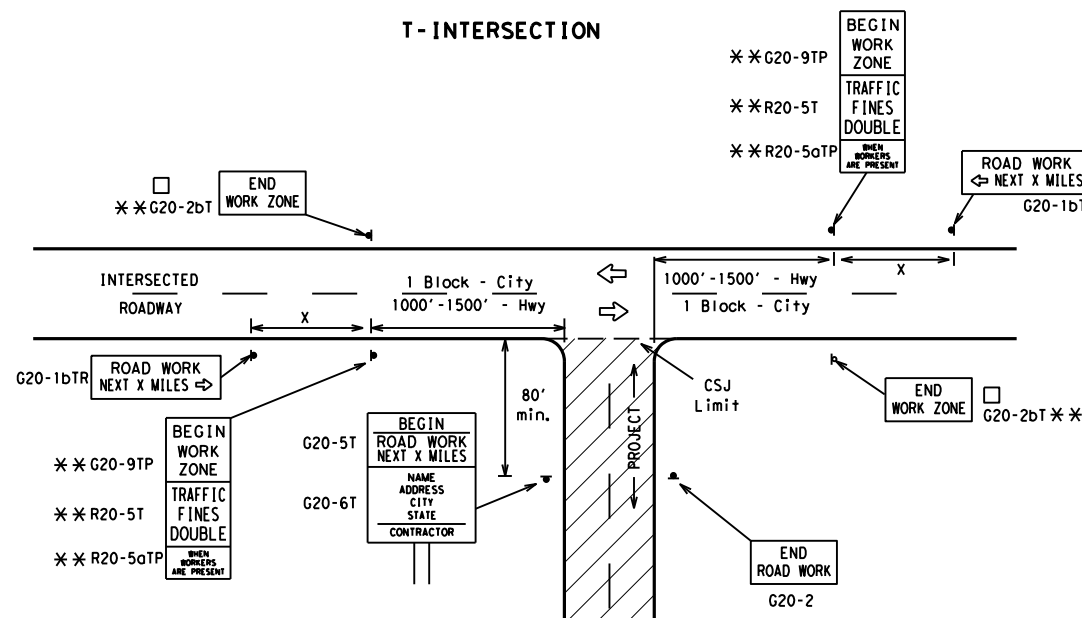 T-INTERSECTION
**G20-9TP
BEGIN
WORK
ZONE
**R20-5T
TRAFFIC
FINES
DOUBLE
**R20-5aTP
WHEN
WORKERS
ARE PRESENT
ROAD WORK
⇦ NEXT X MILES
G20-1bT
**G20-2bT
END
WORK ZONE
INTERSECTED
ROADWAY
1 Block - City
1000' -1500' - Hwy
1000' -1500' - Hwy
1 Block - City
X
X
G20-1bTR
ROAD WORK
NEXT X MILES ⇨
80'
min.
PROJECT
CSJ
Limit
END
WORK ZONE
G20-2bT **
**G20-9TP
BEGIN
WORK
ZONE
**R20-5T
TRAFFIC
FINES
DOUBLE
**R20-5aTP
WHEN
WORKERS
ARE PRESENT
G20-5T
BEGIN
ROAD WORK
NEXT X MILES
G20-6T
NAME
ADDRESS
CITY
STATE
CONTRACTOR
END
ROAD WORK
G20-2